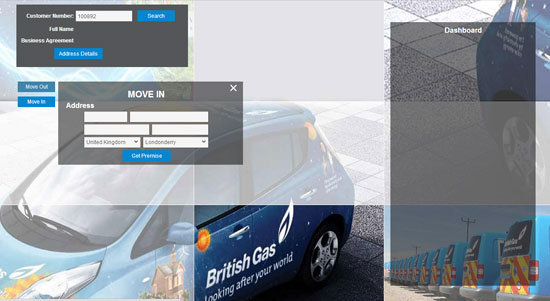 Customer Number: 100892 Search
Full Name
Business Agreement
Address Details
Dashboard
Move Out
Move In
MOVE IN
Address
United Kingdom Londonderry
Get Premise
British Gas
Looking after your world